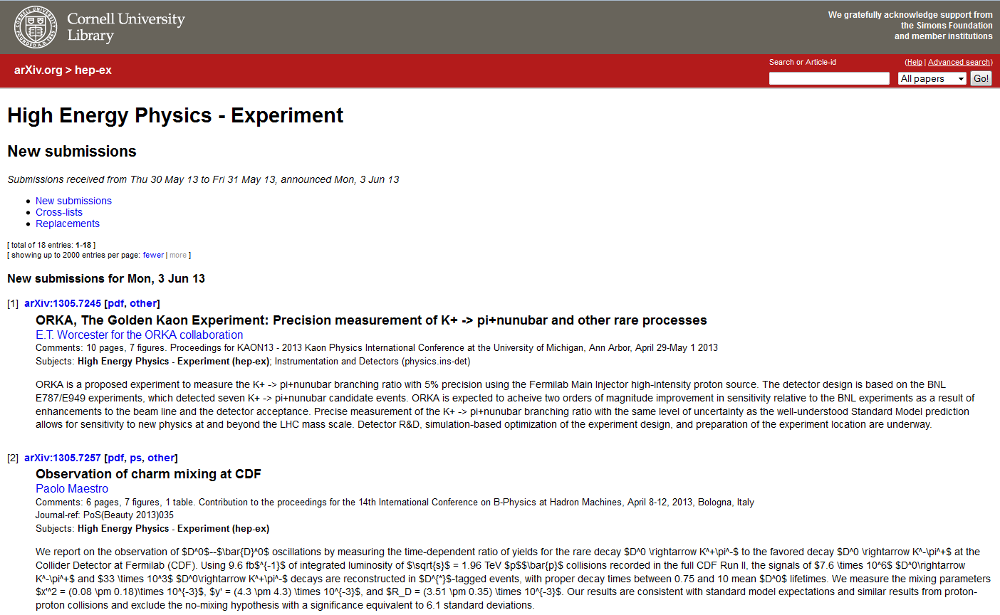 Cornell University
Library
We gratefully acknowledge support from
the Simons Foundation
and member institutions
arXiv.org > hep-ex
Search or Article-id
(Help | Advanced search)
All papers
Go!
High Energy Physics - Experiment
New submissions
Submissions received from Thu 30 May 13 to Fri 31 May 13, announced Mon, 3 Jun 13
New submissions
Cross-lists
Replacements
[ total of 18 entries: 1-18 ]
[ showing up to 2000 entries per page: fewer | more ]
New submissions for Mon, 3 Jun 13
[1] arXiv:1305.7245 [pdf, other]
ORKA, The Golden Kaon Experiment: Precision measurement of K+ -> pi+nunubar and other rare processes
E.T. Worcester for the ORKA collaboration
Comments: 10 pages, 7 figures. Proceedings for KAON13 - 2013 Kaon Physics International Conference at the University of Michigan, Ann Arbor, April 29-May 1 2013
Subjects: High Energy Physics - Experiment (hep-ex); Instrumentation and Detectors (physics.ins-det)
ORKA is a proposed experiment to measure the K+ -> pi+nunubar branching ratio with 5% precision using the Fermilab Main Injector high-intensity proton source. The detector design is based on the BNL
E787/E949 experiments, which detected seven K+ -> pi+nunubar candidate events. ORKA is expected to acheive two orders of magnitude improvement in sensitivity relative to the BNL experiments as a result of
enhancements to the beam line and the detector acceptance. Precise measurement of the K+ -> pi+nunubar branching ratio with the same level of uncertainty as the well-understood Standard Model prediction
allows for sensitivity to new physics at and beyond the LHC mass scale. Detector R&D, simulation-based optimization of the experiment design, and preparation of the experiment location are underway.
[2] arXiv:1305.7257 [pdf, ps, other]
Observation of charm mixing at CDF
Paolo Maestro
Comments: 6 pages, 7 figures, 1 table. Contribution to the proceedings for the 14th International Conference on B-Physics at Hadron Machines, April 8-12, 2013, Bologna, Italy
Journal-ref: PoS(Beauty 2013)035
Subjects: High Energy Physics - Experiment (hep-ex)
We report on the observation of $D^0$--$\bar{D}^0$ oscillations by measuring the time-dependent ratio of yields for the rare decay $D^0 \rightarrow K^+\pi^-$ to the favored decay $D^0 \rightarrow K^-\pi^+$ at the
Collider Detector at Fermilab (CDF). Using 9.6 fb$^{-1}$ of integrated luminosity of $\sqrt{s}$ = 1.96 TeV $p$$\bar{p}$ collisions recorded in the full CDF Run II, the signals of $7.6 \times 10^6$ $D^0\rightarrow
K^-\pi^+$ and $33 \times 10^3$ $D^0\rightarrow K^+\pi^-$ decays are reconstructed in $D^{*}$-tagged events, with proper decay times between 0.75 and 10 mean $D^0$ lifetimes. We measure the mixing parameters
$x'^2 = (0.08 \pm 0.18)\times 10^{-3}$, $y' = (4.3 \pm 4.3) \times 10^{-3}$, and $R_D = (3.51 \pm 0.35) \times 10^{-3}$. Our results are consistent with standard model expectations and similar results from proton-
proton collisions and exclude the no-mixing hypothesis with a significance equivalent to 6.1 standard deviations.